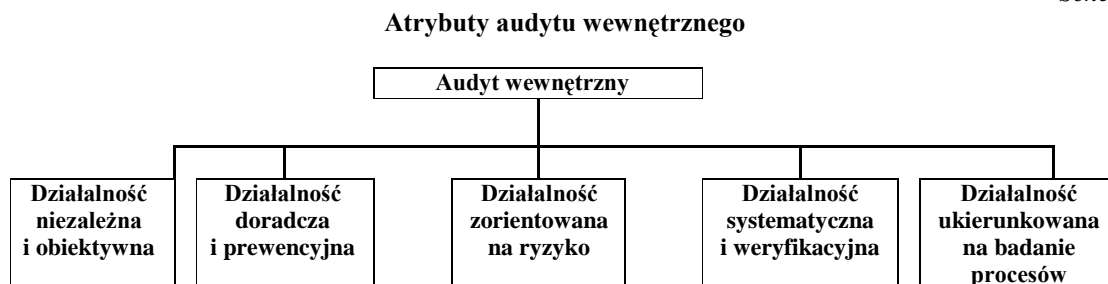 Atrybuty audytu wewnętrznego
Audyt wewnętrzny
Działalność
niezależna
i obiektywna
Działalność
doradcza
i prewencyjna
Działalność
zorientowana
na ryzyko
Działalność
systematyczna
i weryfikacyjna
Działalność
ukierunkowana
na badanie
procesów